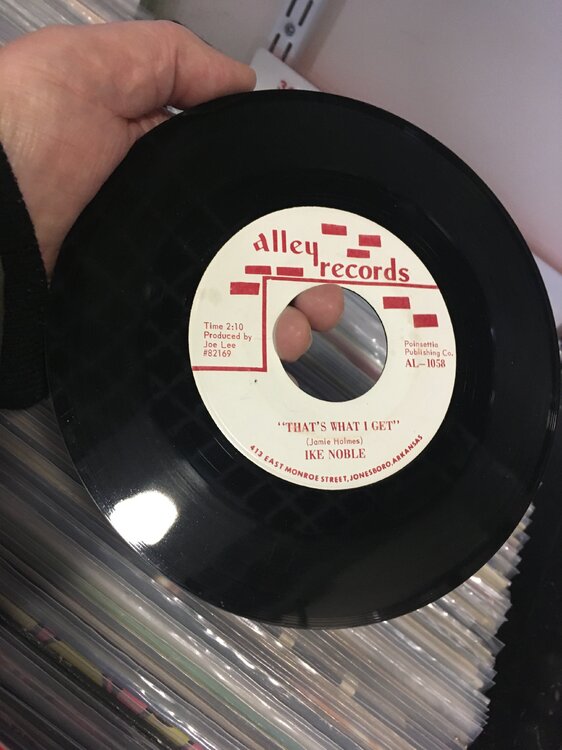 alley
records
Time 2:10
Produced by
Joe Lee
#82169
Poinsettia
Publishing Co.
AL-1058
"THAT'S WHAT I GET"
(Jamie Holmes)
IKE NOBLE
413 EAST MONROE STREET, JONESBORO, ARKANSAS